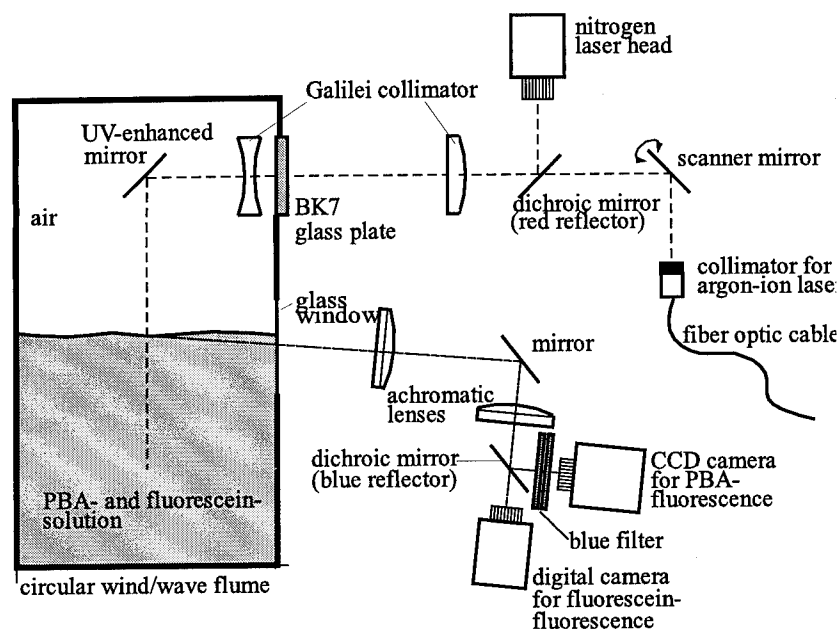 nitrogen
laser head
Galilei collimator
UV-enhanced
mirror
scanner mirror
BK7
glass plate
dichroic mirror
(red reflector)
air
collimator for
argon-ion lase
glass
window
fiber optic cable
mirror
achromatic
lenses
dichroic mirror
(blue reflector)
CCD camera
for PBA-
fluorescence
PBA- and fluorescein-
solution
blue filter
circular wind/wave flume
digital camera
for fluorescein-
fluorescence